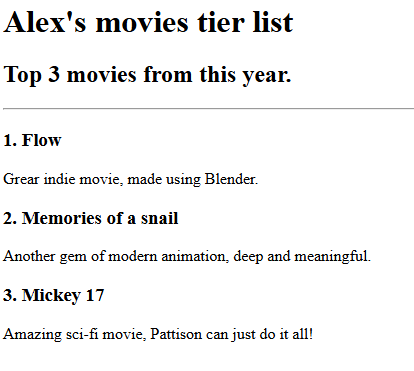 Alex's movies tier list
Top 3 movies from this year.
1. Flow
Grear indie movie, made using Blender.
2. Memories of a snail
Another gem of modern animation, deep and meaningful.
3. Mickey 17
Amazing sci-fi movie, Pattison can just do it all!